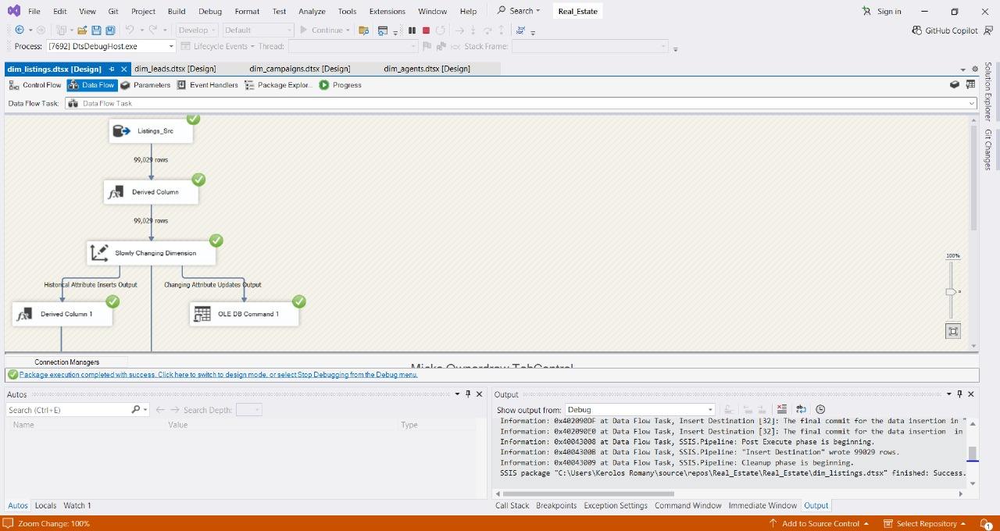 File Edit View Git Project Build Debug Format Test Analyze Tools Extensions Window Help Search Real_Estate Sign in
Develop Default Continue GitHub Copilot
Process: [7692] DtsDebugHost.exe Lifecycle Events Thread: Stack Frame:
dim_listings.dtsx [Design] dim_leads.dtsx [Design] dim_campaigns.dtsx [Design] dim_agents.dtsx [Design]
Control Flow Data Flow Parameters Event Handlers Package Explor... Progress
Data Flow Task: Data Flow Task
Solution Explorer
Git Changes
Listings_Src
99,029 rows
Derived Column
99,029 rows
Slowly Changing Dimension
100%
Historical Attribute Inserts Output Changing Attribute Updates Output
Derived Column 1 OLE DB Command 1
Connection Managers
Package execution completed with success. Click here to switch to design mode, or select Stop Debugging from the Debug menu.
Autos
Search (Ctrl+E) Search Depth:
Name Value Type
Output
Show output from: Debug
Information: 0x402090DF at Data Flow Task, Insert Destination [32]: The final commit for the data insertion in "
Information: 0x402090E0 at Data Flow Task, Insert Destination [32]: The final commit for the data insertion in
Information: 0x40043008 at Data Flow Task, SSIS.Pipeline: Post Execute phase is beginning.
Information: 0x4004300B at Data Flow Task, SSIS.Pipeline: "Insert Destination" wrote 99029 rows.
Information: 0x40043009 at Data Flow Task, SSIS.Pipeline: Cleanup phase is beginning.
SSIS package "C:\Users\Kerolos Romany\source\repos\Real_Estate\Real_Estate\dim_listings.dtsx" finished: Success.
Autos Locals Watch 1
Call Stack Breakpoints Exception Settings Command Window Immediate Window Output
Zoom Change: 100% Add to Source Control Select Repository 1